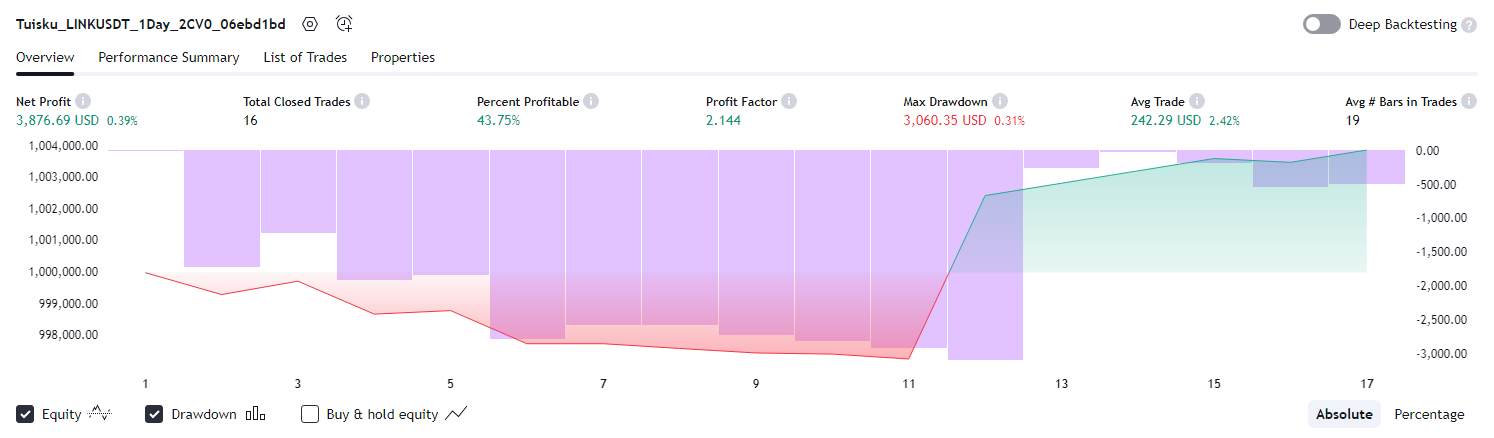 Tuisku_LINKUSDT_1Day_2CV0_06ebd1bd Deep Backtesting ?
Overview Performance Summary List of Trades Properties
Net Profit i Total Closed Trades i Percent Profitable i Profit Factor i Max Drawdown i Avg Trade i Avg # Bars in Trades i
3,876.69 USD 0.39% 16 43.75% 2.144 3,060.35 USD 0.31% 242.29 USD 2.42% 19
1,004,000.00 0.00
1,003,000.00 -500.00
1,002,000.00 -1,000.00
1,001,000.00 -1,500.00
1,000,000.00 -2,000.00
999,000.00 -2,500.00
998,000.00 -3,000.00
1 3 5 7 9 11 13 15 17
Equity Drawdown Buy & hold equity Absolute Percentage